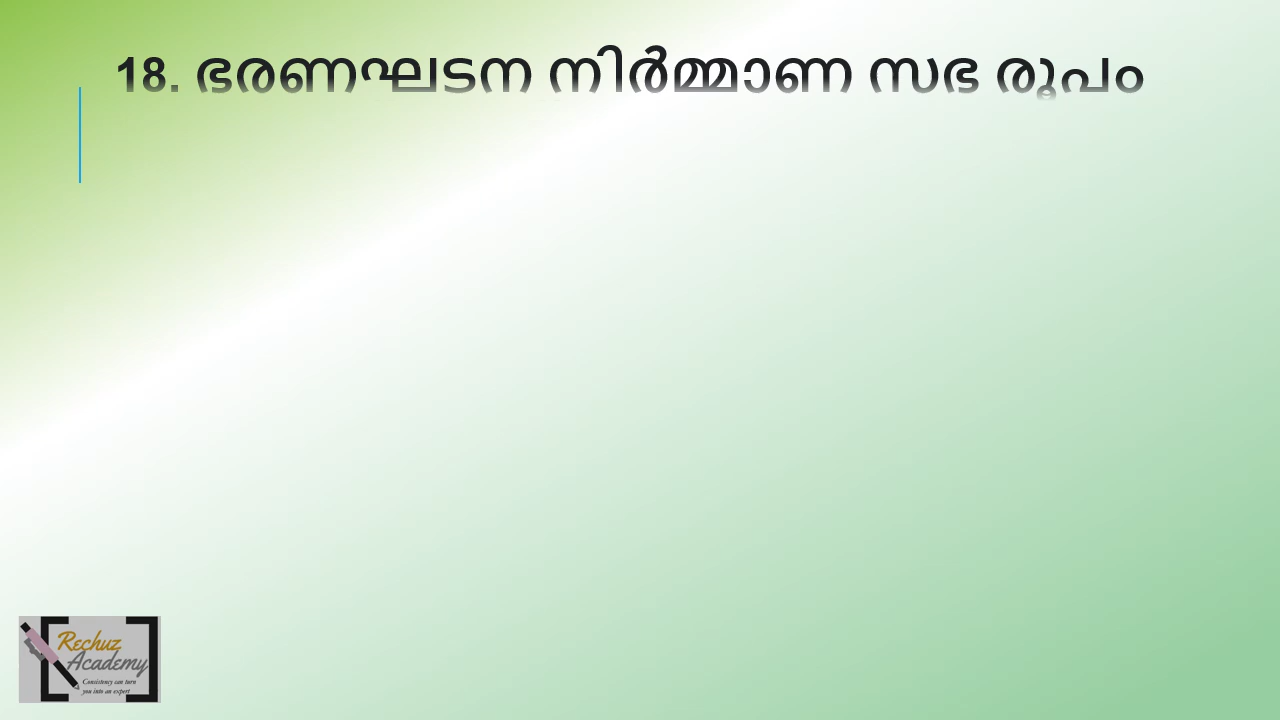 18. ഭരണഘടന നിർമ്മാണ സഭ രൂപം
Rechuz
Academy
Consistency can turn
you into an expert